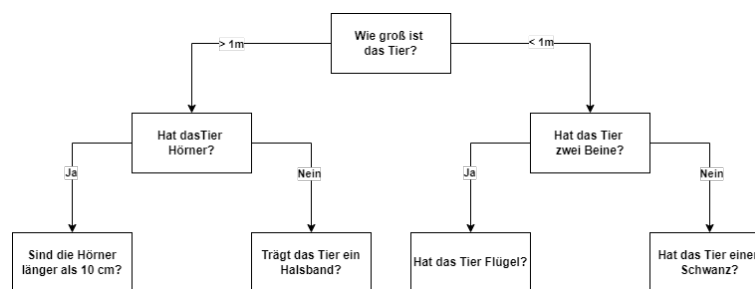 Wie groß ist
das Tier?
> 1m
< 1m
Hat dasTier
Hörner?
Hat das Tier
zwei Beine?
Ja
Nein
Ja
Nein
Sind die Hörner
länger als 10 cm?
Trägt das Tier ein
Halsband?
Hat das Tier Flügel?
Hat das Tier einen
Schwanz?